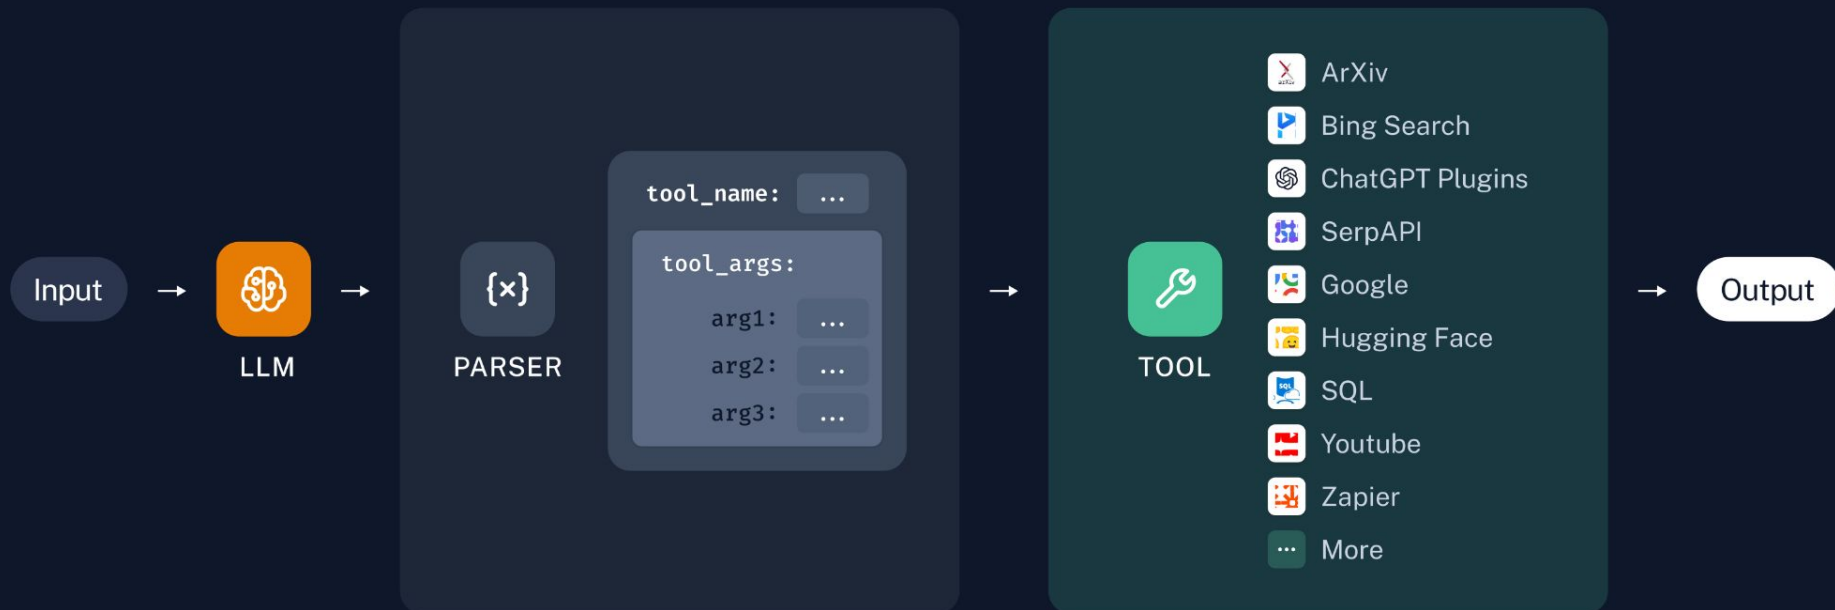 Input
LLM
{x}
PARSER
tool_name: ...
tool_args:
arg1: ...
arg2: ...
arg3: ...
TOOL
ArXiv
Bing Search
ChatGPT Plugins
SerpAPI
Google
Hugging Face
SQL
SQL
Youtube
Zapier
... More
Output